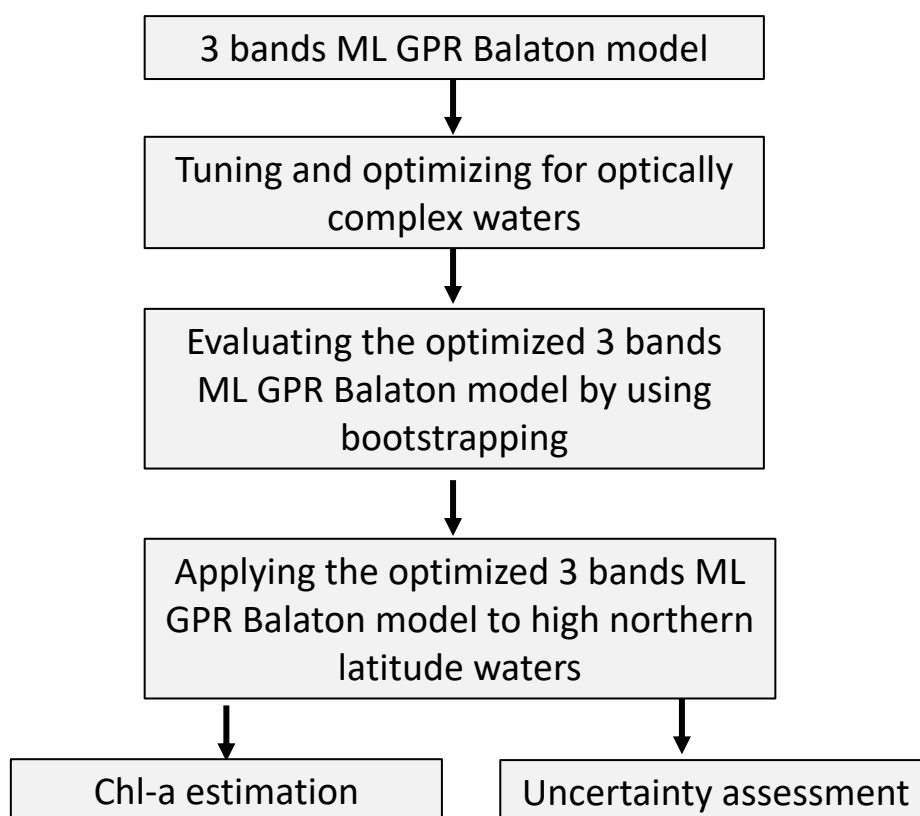 3 bands ML GPR Balaton model
Tuning and optimizing for optically
complex waters
Evaluating the optimized 3 bands
ML GPR Balaton model by using
bootstrapping
Applying the optimized 3 bands ML
GPR Balaton model to high northern
latitude waters
Chl-a estimation
Uncertainty assessment